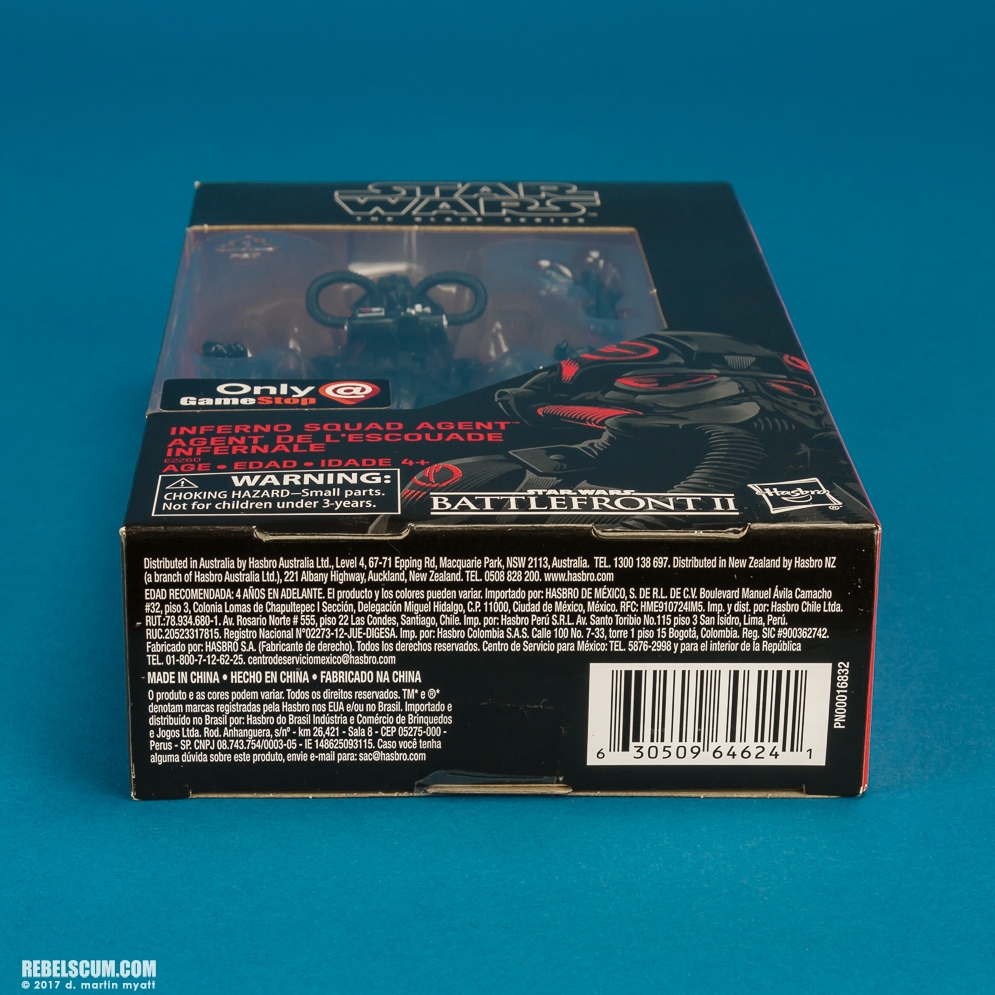 STAR
WARS
THE BLACK SERIES
Only @
GameStop
INFERNO SQUAD AGENT™
AGENT DE L'ESCOUADE
INFERNALE
E2260
AGE • EDAD • IDADE 4+
WARNING:
CHOKING HAZARD—Small parts.
Not for children under 3-years.
STAR WARS
BATTLEFRONT II
Hasbro
®
Distributed in Australia by Hasbro Australia Ltd., Level 4, 67-71 Epping Rd, Macquarie Park, NSW 2113, Australia. TEL. 1300 138 697. Distributed in New Zealand by Hasbro NZ
(a branch of Hasbro Australia Ltd.), 221 Albany Highway, Auckland, New Zealand. TEL. 0508 828 200. www.hasbro.com
EDAD RECOMENDADA: 4 AÑOS EN ADELANTE. El producto y los colores pueden variar. Importado por: HASBRO DE MÉXICO, S. DE R.L. DE C.V. Boulevard Manuel Ávila Camacho
#32, piso 3, Colonia Lomas de Chapultepec I Sección, Delegación Miguel Hidalgo, C.P. 11000, Ciudad de México, México. RFC: HME910724IM5. Imp. y dist. por: Hasbro Chile Ltda.
RUT.:78.934.680-1. Av. Rosario Norte # 555, piso 22 Las Condes, Santiago, Chile. Imp. por: Hasbro Perú S.R.L. Av. Santo Toribio No.115 piso 3 San Isidro, Lima, Perú.
RUC.20523317815. Registro Nacional N°02273-12-JUE-DIGESA. Imp. por: Hasbro Colombia S.A.S. Calle 100 No. 7-33, torre 1 piso 15 Bogotá, Colombia. Reg. SIC #900362742.
Fabricado por: HASBRO S.A. (Fabricante de derecho). Todos los derechos reservados. Centro de Servicio para México: TEL. 5876-2998 y para el interior de la República
TEL. 01-800-7-12-62-25. centrodeserviciomexico@hasbro.com
MADE IN CHINA • HECHO EN CHINA • FABRICADO NA CHINA
O produto e as cores podem variar. Todos os direitos reservados. TM* e ®*
denotam marcas registradas pela Hasbro nos EUA e/ou no Brasil. Importado e
distribuído no Brasil por: Hasbro do Brasil Indústria e Comércio de Brinquedos
e Jogos Ltda. Rod. Anhanguera, s/nº - km 26,421 - Sala 8 - CEP 05275-000 -
Perus - SP. CNPJ 08.743.754/0003-05 - IE 148625093115. Caso você tenha
alguma dúvida sobre este produto, envie e-mail para: sac@hasbro.com
6 30509 64624 1
PN00016832
REBELSCUM.COM
© 2017 d. martin myatt